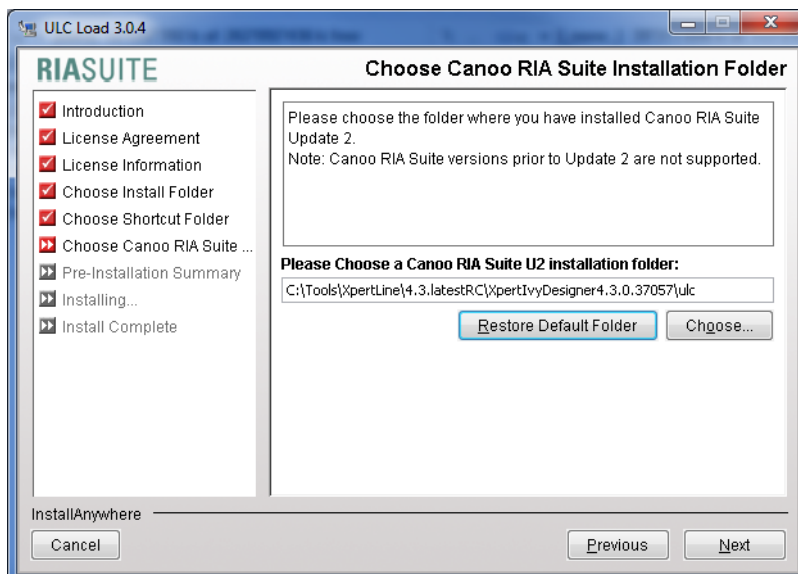 ULC Load 3.0.4
RIASUITE
Choose Canoo RIA Suite Installation Folder
Introduction
License Agreement
License Information
Choose Install Folder
Choose Shortcut Folder
Choose Canoo RIA Suite ...
Pre-Installation Summary
Installing...
Install Complete
Please choose the folder where you have installed Canoo RIA Suite
Update 2.
Note: Canoo RIA Suite versions prior to Update 2 are not supported.
Please Choose a Canoo RIA Suite U2 installation folder:
C:\Tools\XpertLine\4.3.latestRC\XpertIvyDesigner4.3.0.37057\ulc
Restore Default Folder
Choose...
InstallAnywhere
Cancel
Previous
Next